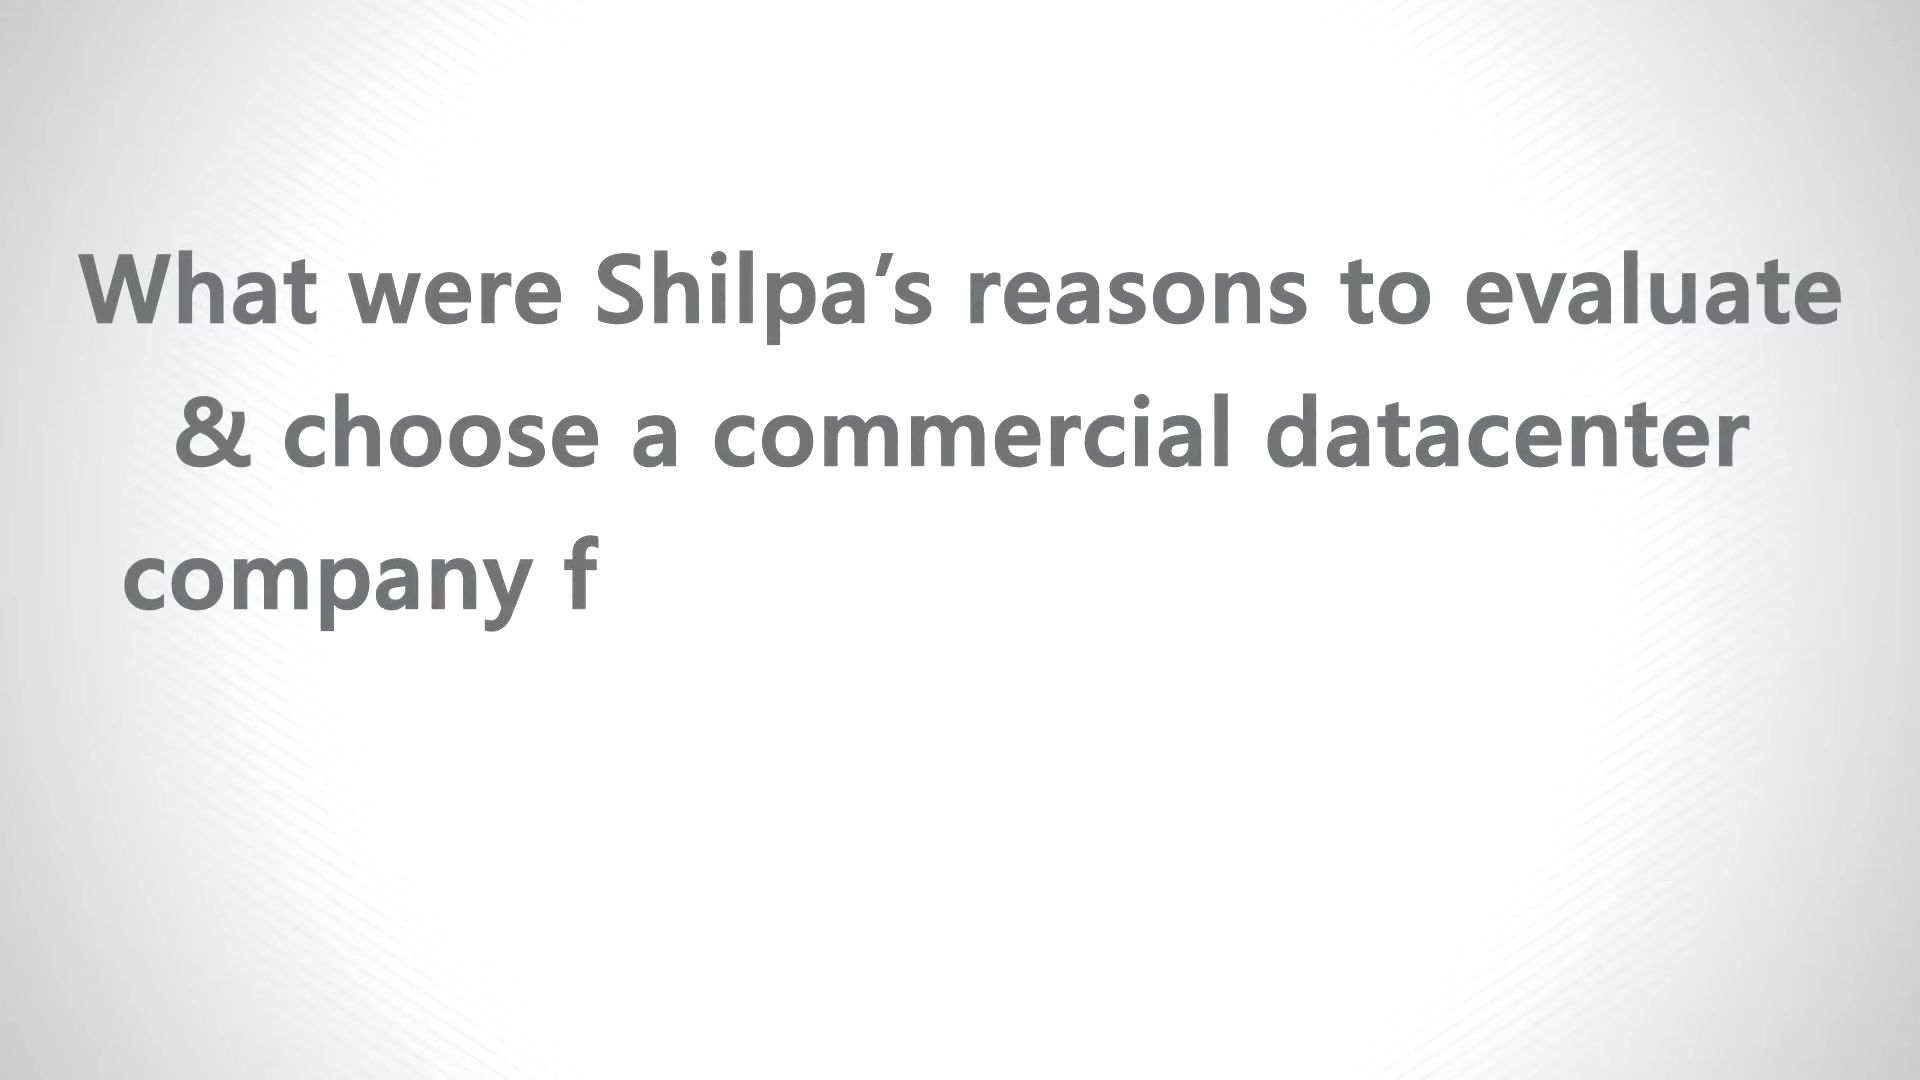 What were Shilpa’s reasons to evaluate
& choose a commercial datacenter
company f